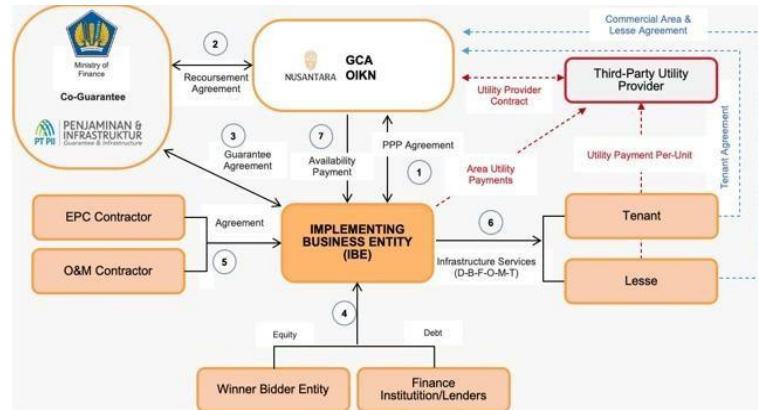 Ministry of
Finance
Co-Guarantee
PT PII
PENJAMINAN &
INFRASTRUKTUR
Guarantee & Infrastructure
2
Recoursement
Agreement
NUSANTARA
GCA
OIKN
Commercial Area &
Lesse Agreement
Utility Provider
Contract
Third-Party Utility
Provider
Tenant Agreement
3
Guarantee
Agreement
7
Availability
Payment
PPP Agreement
1
Area Utility
Payments
Utility Payment Per-Unit
EPC Contractor
O&M Contractor
Agreement
5
IMPLEMENTING
BUSINESS ENTITY
(IBE)
6
Infrastructure Services
(D-B-F-O-M-T)
Tenant
Lesse
4
Equity
Debt
Winner Bidder Entity
Finance
Instititution/Lenders